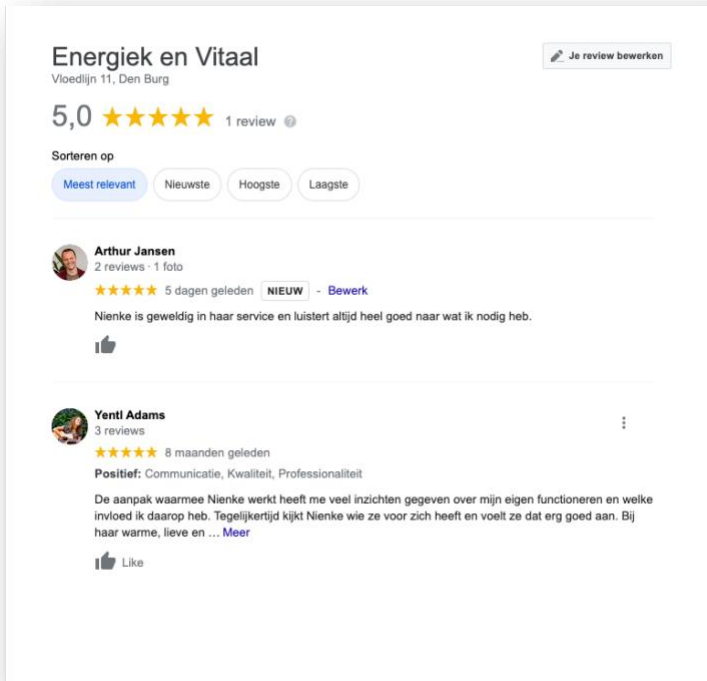 Energiek en Vitaal
Je review bewerken
Vloedlijn 11, Den Burg
5,0 1 review
Sorteren op
Meest relevant Nieuwste Hoogste Laagste
Arthur Jansen
2 reviews · 1 foto
5 dagen geleden NIEUW - Bewerk
Nienke is geweldig in haar service en luistert altijd heel goed naar wat ik nodig heb.
Yentl Adams
3 reviews
8 maanden geleden
Positief: Communicatie, Kwaliteit, Professionaliteit
De aanpak waarmee Nienke werkt heeft me veel inzichten gegeven over mijn eigen functioneren en welke
invloed ik daarop heb. Tegelijkertijd kijkt Nienke wie ze voor zich heeft en voelt ze dat erg goed aan. Bij
haar warme, lieve en … Meer
Like